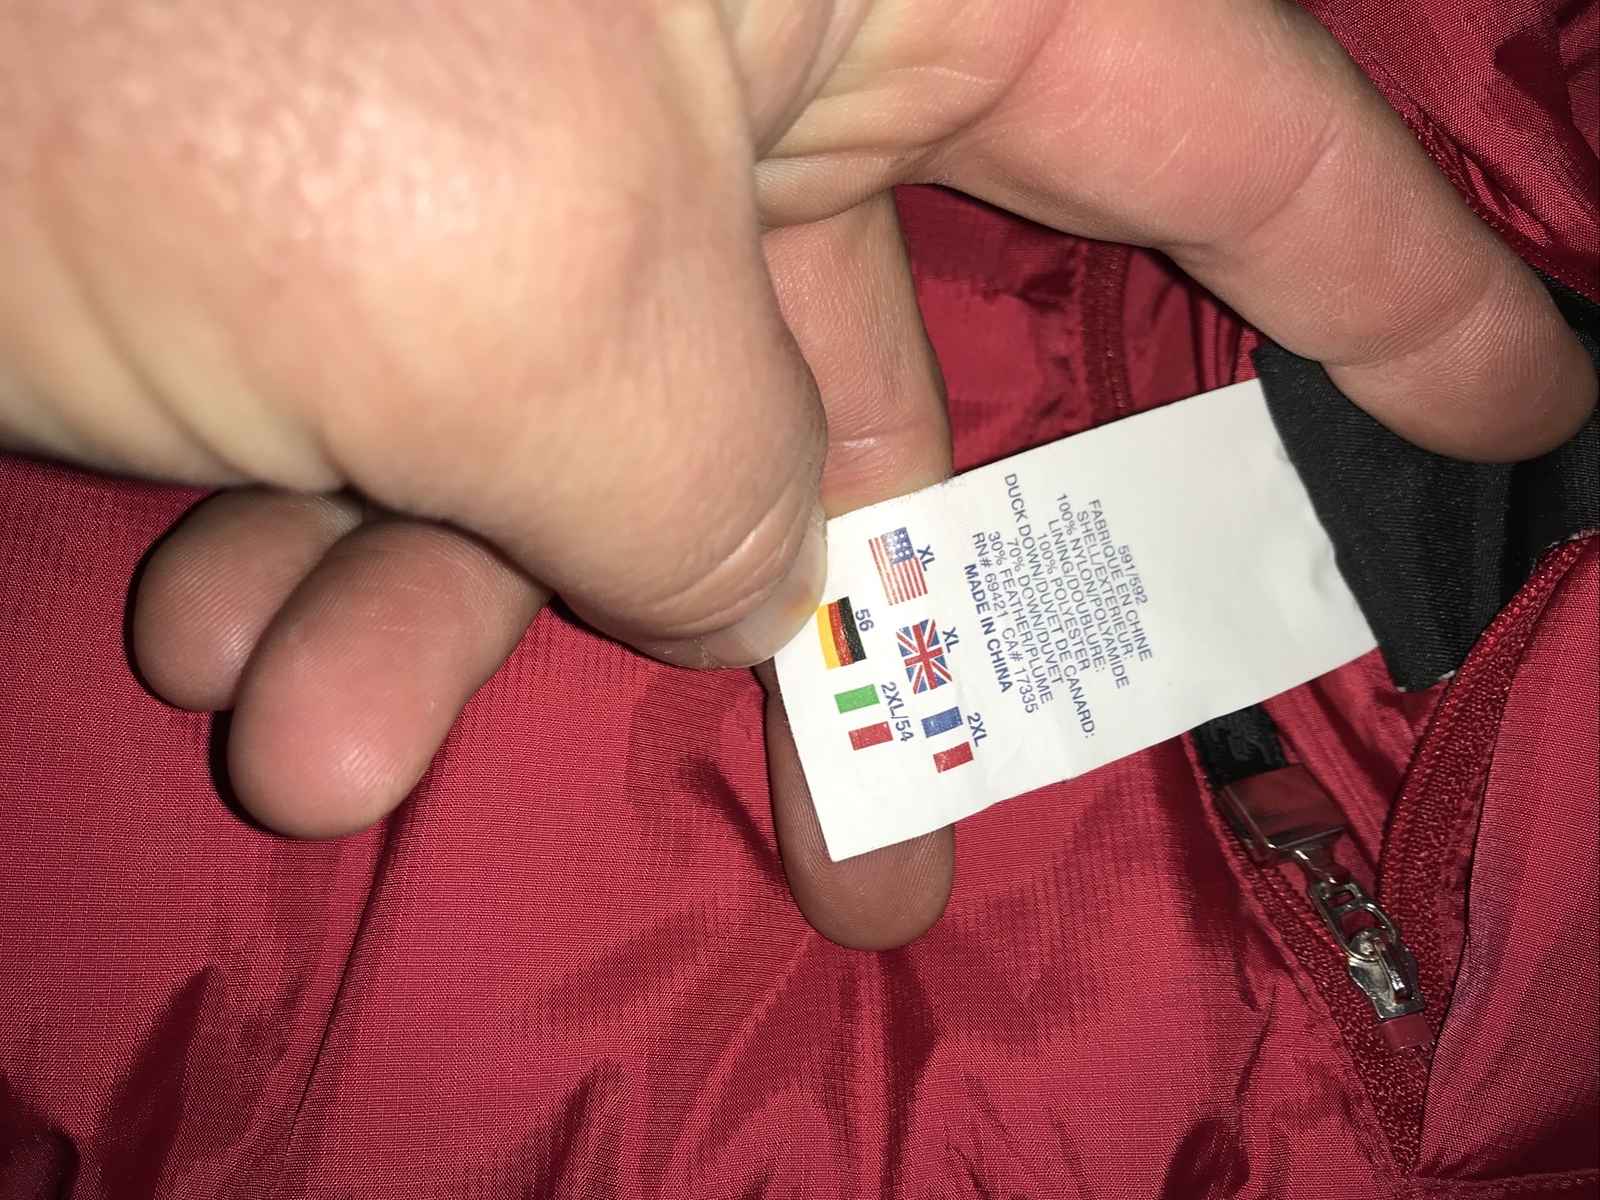 591/592
FABRIQUE EN CHINE
SHELL/EXTERIEUR:
100% NYLON/POLYAMIDE
LINING/DOUBLURE:
100% POLYESTER
DUCK DOWN/DUVET DE CANARD:
70% DOWN/DUVET
30% FEATHER/PLUME
RN# 69421 CA# 17335
MADE IN CHINA
XL XL 2XL
56 2XL/54